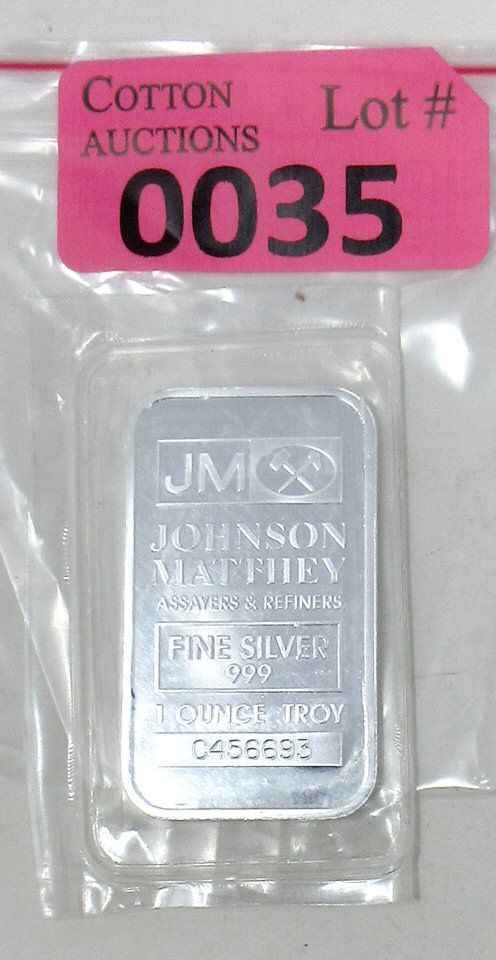 COTTON
AUCTIONS
Lot #
0035
JM
JOHNSON
MATTHEY
ASSAYERS & REFINERS
FINE SILVER
999
1 OUNCE TROY
C456693